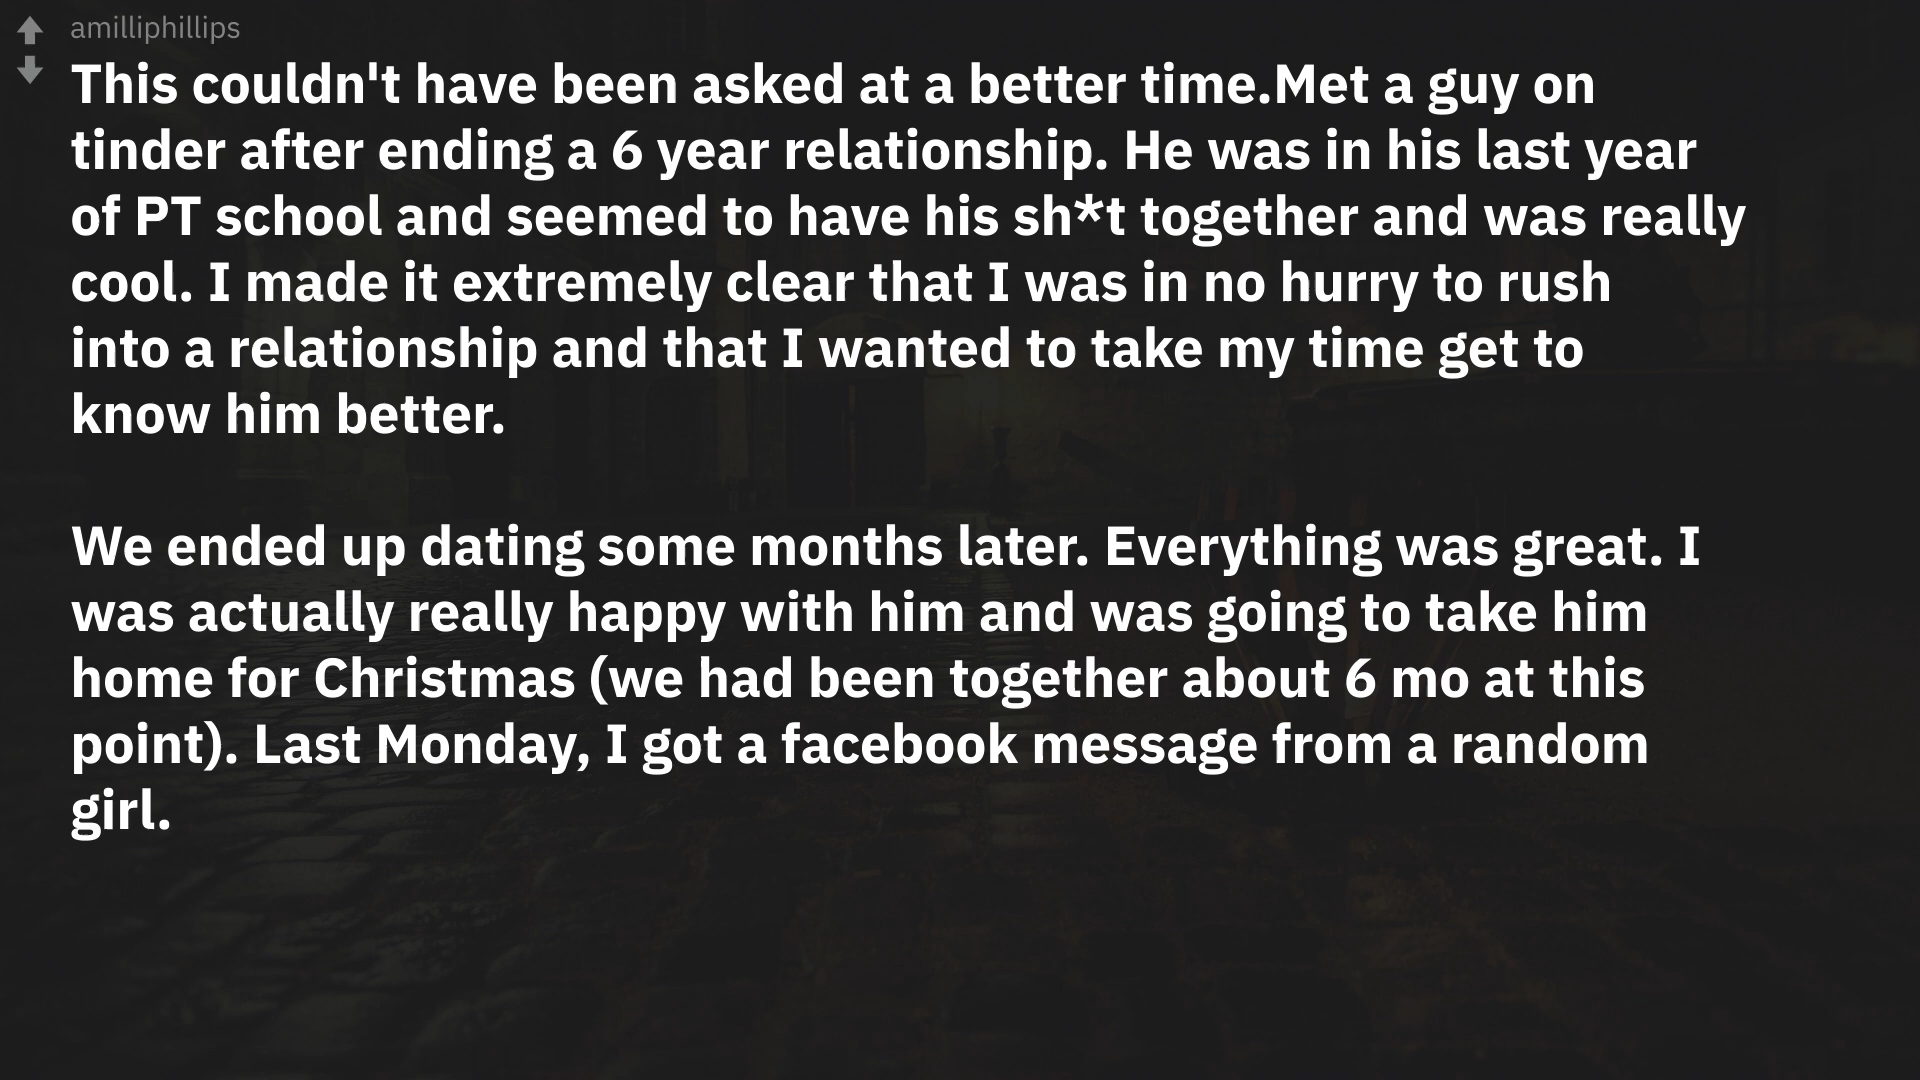 amilliphillips
This couldn't have been asked at a better time.Met a guy on
tinder after ending a 6 year relationship. He was in his last year
of PT school and seemed to have his sh*t together and was really
cool. I made it extremely clear that I was in no hurry to rush
into a relationship and that I wanted to take my time get to
know him better.
We ended up dating some months later. Everything was great. I
was actually really happy with him and was going to take him
home for Christmas (we had been together about 6 mo at this
point). Last Monday, I got a facebook message from a random
girl.